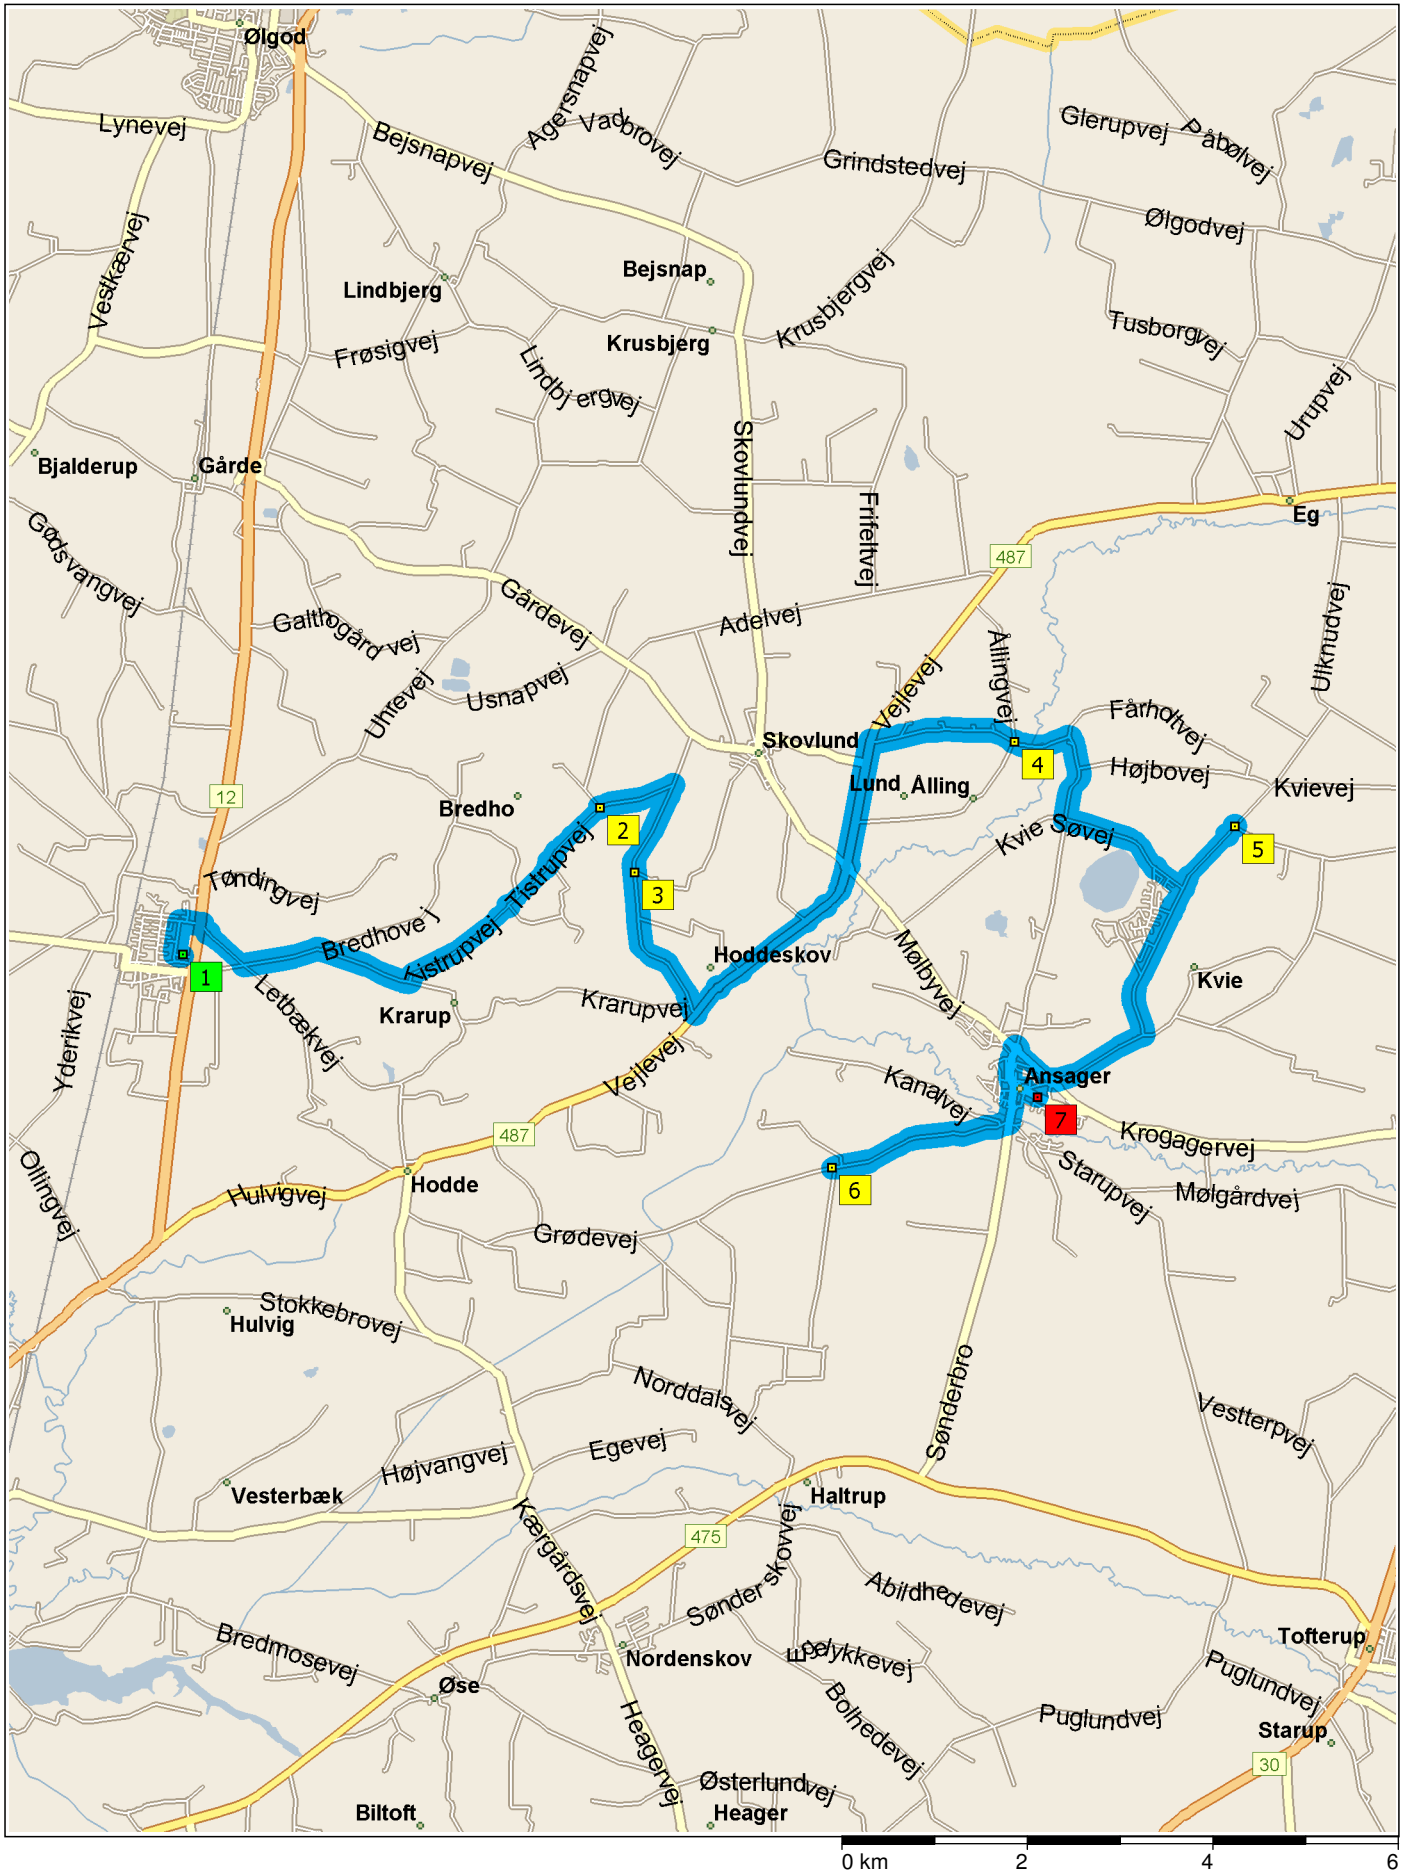 Ølgod
Lynevej
Bejsnapvej
Agersnapvej
Vadbrovej
Grindstedvej
Glerupvej
Påbølvej
Ølgodvej
Vestkærvej
Lindbjerg
Bejsnap
Krusbjerg
Krusbjergvej
Tusborgvej
Frøsigvej
Lindbjergvej
Urupvej
Skovlundvej
Bjalderup
Gårde
Frifeltvej
Eg
487
Gødsvangvej
Galthogårdvej
Gårdevej
Adelvej
Ållingvej
Ulknudvej
Uhrevej
Usnapvej
Vejlevej
Fårholtvej
Skovlund
Højbovej
Kvievej
4
Lund
Ålling
12
Bredho
2
Tistrupvej
Kvie Søvej
5
Tøndingvej
3
Bredhovej
Kistrupvej
Hoddeskov
Mølbyvej
Kvie
1
Letbækvej
Krarup
Krarupvej
Yderikvej
Vejlevej
Kanalvej
Ansager
7
487
Krogagervej
Ollingvej
Hodde
Hulvigvej
6
Starupvej
Mølgårdvej
Grødevej
Stokkebrovej
Hulvig
Norddalsvej
Sønderbro
Vestterpvej
Egevej
Højvangvej
Vesterbæk
Haltrup
Kærgårdsvej
475
Sønderskovvej
Abildhedevej
Bredmosevej
Nordenskov
Egelykkevej
Tofterup
Puglundvej
Øse
Bolhedevej
Puglundvej
Starup
Heagervej
30
Østerlundvej
Biltoft
Heager
0 km
2
4
6